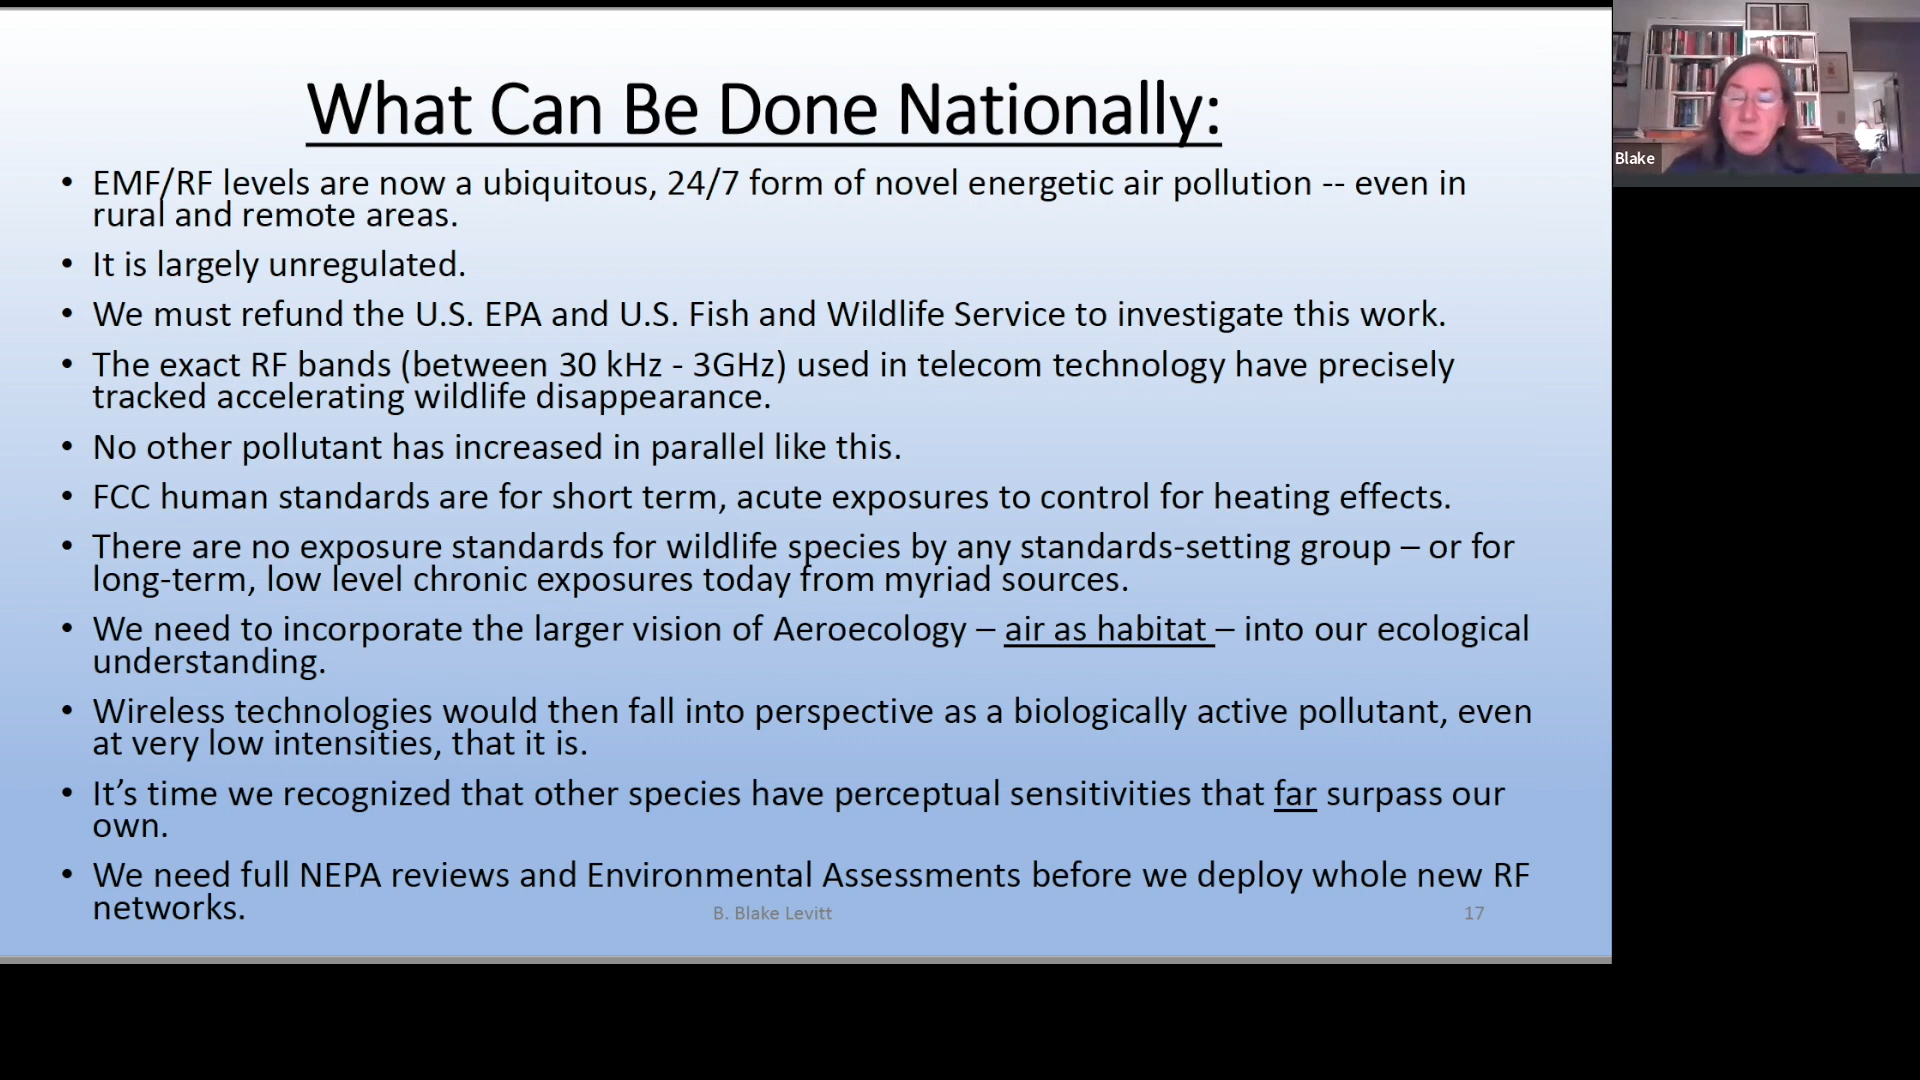 What Can Be Done Nationally:
• EMF/RF levels are now a ubiquitous, 24/7 form of novel energetic air pollution -- even in
rural and remote areas.
• It is largely unregulated.
• We must refund the U.S. EPA and U.S. Fish and Wildlife Service to investigate this work.
• The exact RF bands (between 30 kHz - 3GHz) used in telecom technology have precisely
tracked accelerating wildlife disappearance.
• No other pollutant has increased in parallel like this.
• FCC human standards are for short term, acute exposures to control for heating effects.
• There are no exposure standards for wildlife species by any standards-setting group – or for
long-term, low level chronic exposures today from myriad sources.
• We need to incorporate the larger vision of Aeroecology – air as habitat – into our ecological
understanding.
• Wireless technologies would then fall into perspective as a biologically active pollutant, even
at very low intensities, that it is.
• It’s time we recognized that other species have perceptual sensitivities that far surpass our
own.
• We need full NEPA reviews and Environmental Assessments before we deploy whole new RF
networks.
B. Blake Levitt
17
Blake